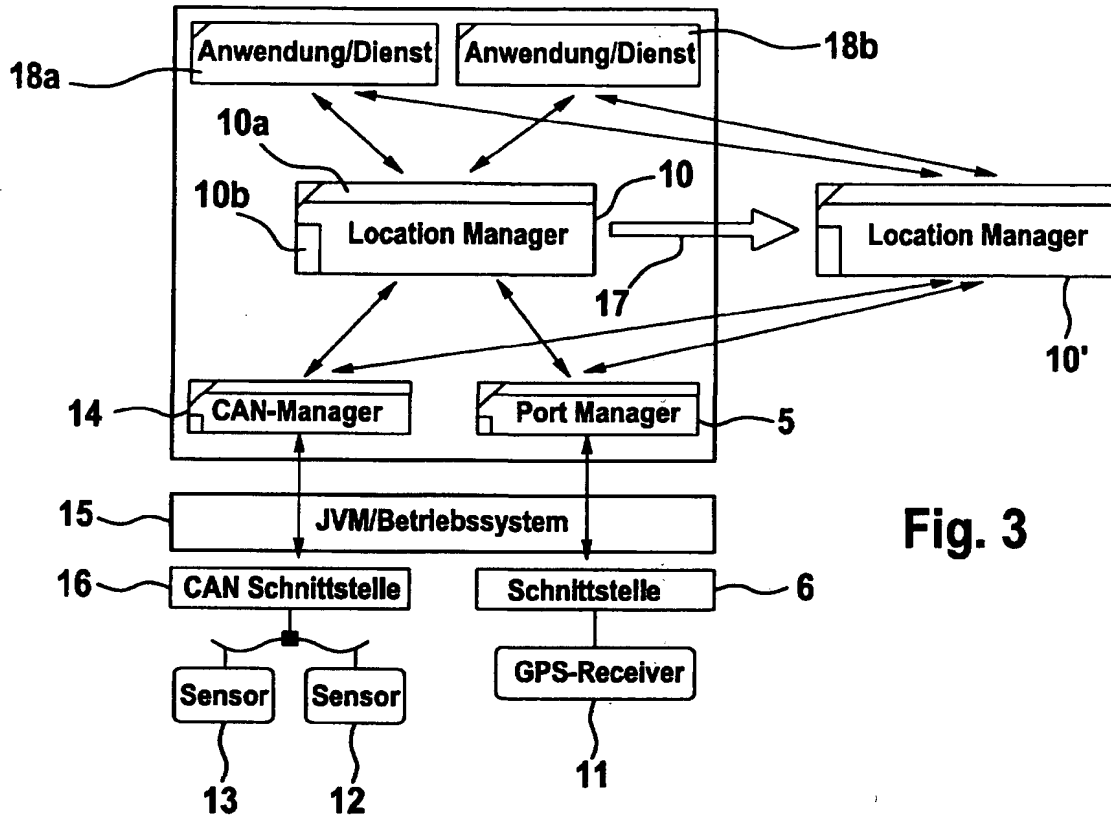 Anwendung/Dienst
Anwendung/Dienst
18b
18a
10a
10
10b
Location Manager
Location Manager
17
10'
14
CAN-Manager
Port Manager
5
15
JVM/Betriebssystem
Fig. 3
16
CAN Schnittstelle
Schnittstelle
6
Sensor
Sensor
GPS-Receiver
13
12
11